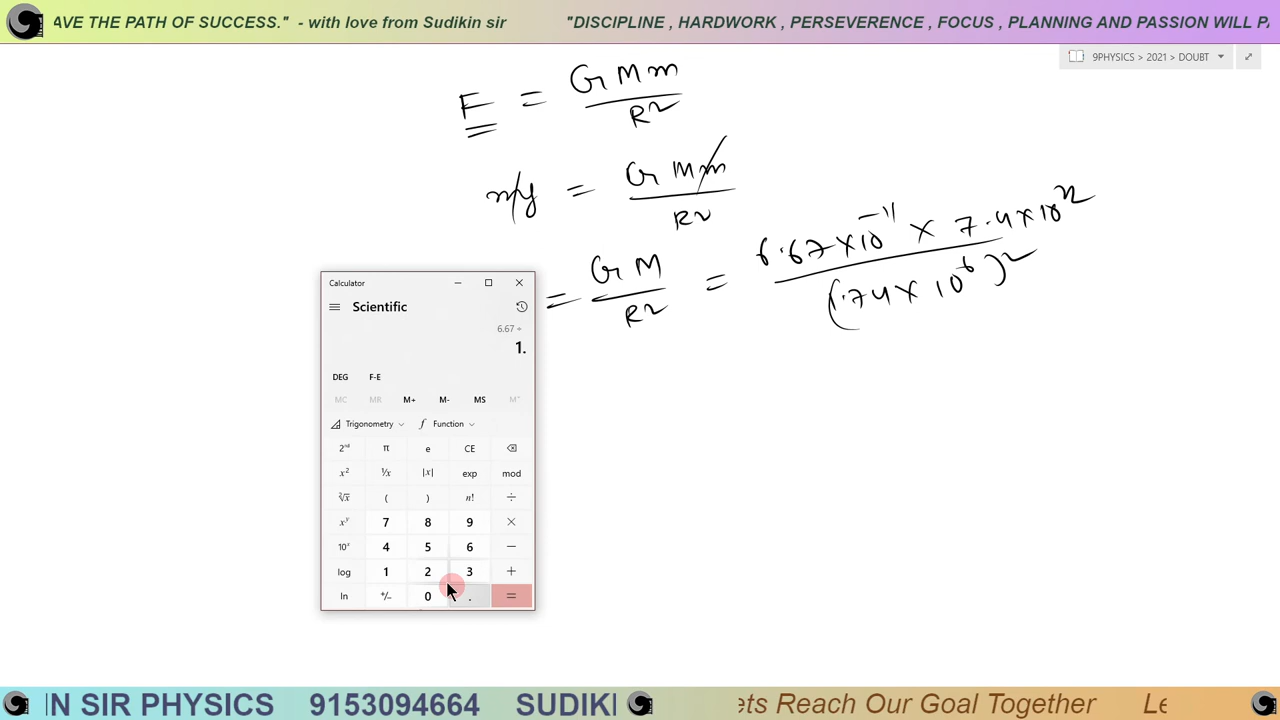 AVE THE PATH OF SUCCESS." - with love from Sudikin sir "DISCIPLINE , HARDWORK , PERSEVERENCE , FOCUS , PLANNING AND PASSION WILL PA
9PHYSICS > 2021 > DOUBT
F = GMm / R²
mg = GMm / R²
= GM / R² = 6.67×10⁻¹¹ × 7.4×10²² / (1.74×10⁶)²
Calculator
Scientific
6.67 ÷
1.
DEG F-E
MC MR M+ M- MS M˅
Trigonometry f Function
2ⁿᵈ π e CE
x² ¹/x |x| exp mod
²√x ( ) n! ÷
xʸ 7 8 9 ×
10ˣ 4 5 6 −
log 1 2 3 +
ln +/− 0 . =
IN SIR PHYSICS 9153094664 SUDIKI ets Reach Our Goal Together Le